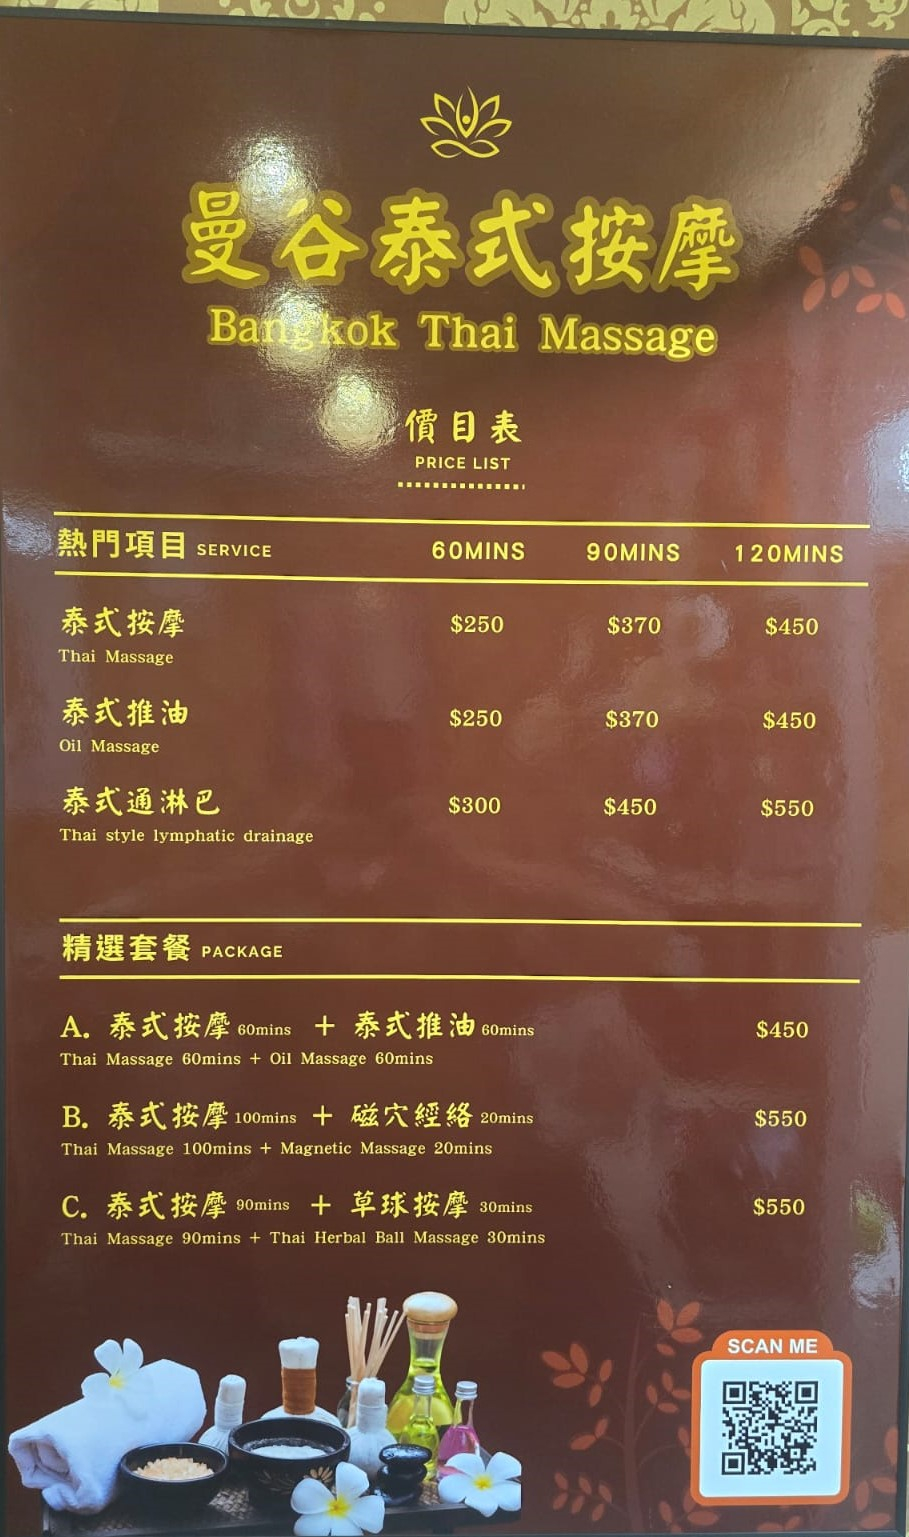 曼谷泰式按摩
Bangkok Thai Massage
價目表
PRICE LIST
熱門項目 SERVICE 60MINS 90MINS 120MINS
泰式按摩 $250 $370 $450
Thai Massage
泰式推油 $250 $370 $450
Oil Massage
泰式通淋巴 $300 $450 $550
Thai style lymphatic drainage
精選套餐 PACKAGE
A. 泰式按摩 60mins + 泰式推油 60mins $450
Thai Massage 60mins + Oil Massage 60mins
B. 泰式按摩 100mins + 磁穴經絡 20mins $550
Thai Massage 100mins + Magnetic Massage 20mins
C. 泰式按摩 90mins + 草球按摩 30mins $550
Thai Massage 90mins + Thai Herbal Ball Massage 30mins
SCAN ME